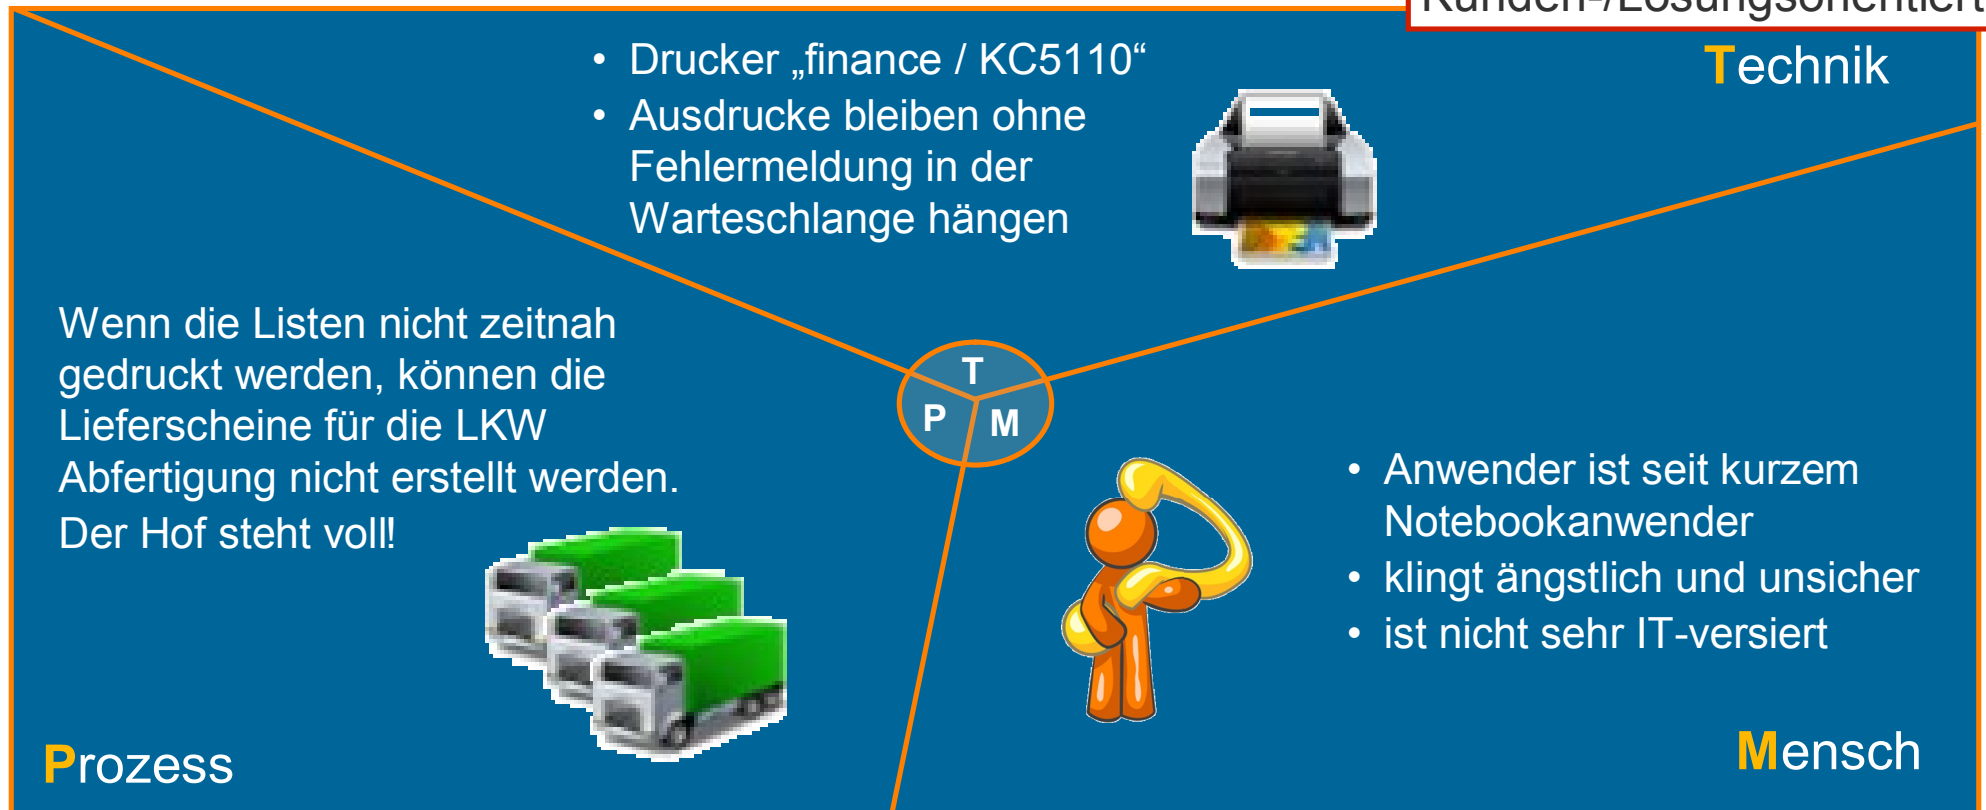 Kunden-/Lösungsorientiert
Technik
• Drucker „finance / KC5110“
• Ausdrucke bleiben ohne
Fehlermeldung in der
Warteschlange hängen
Wenn die Listen nicht zeitnah
gedruckt werden, können die
Lieferscheine für die LKW
Abfertigung nicht erstellt werden.
Der Hof steht voll!
T
P M
• Anwender ist seit kurzem
Notebookanwender
• klingt ängstlich und unsicher
• ist nicht sehr IT-versiert
Prozess
Mensch